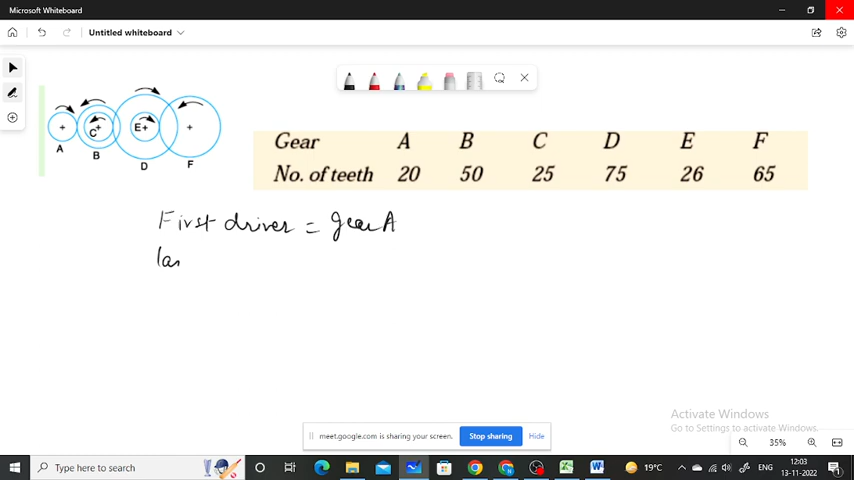 Microsoft Whiteboard
Untitled whiteboard
C
E
A
B
D
F
Gear A B C D E F
No. of teeth 20 50 25 75 26 65
First driver = gear A
las
meet.google.com is sharing your screen. Stop sharing Hide
Activate Windows
Go to Settings to activate Windows.
35%
Type here to search
19°C ENG 12:03
13-11-2022
1